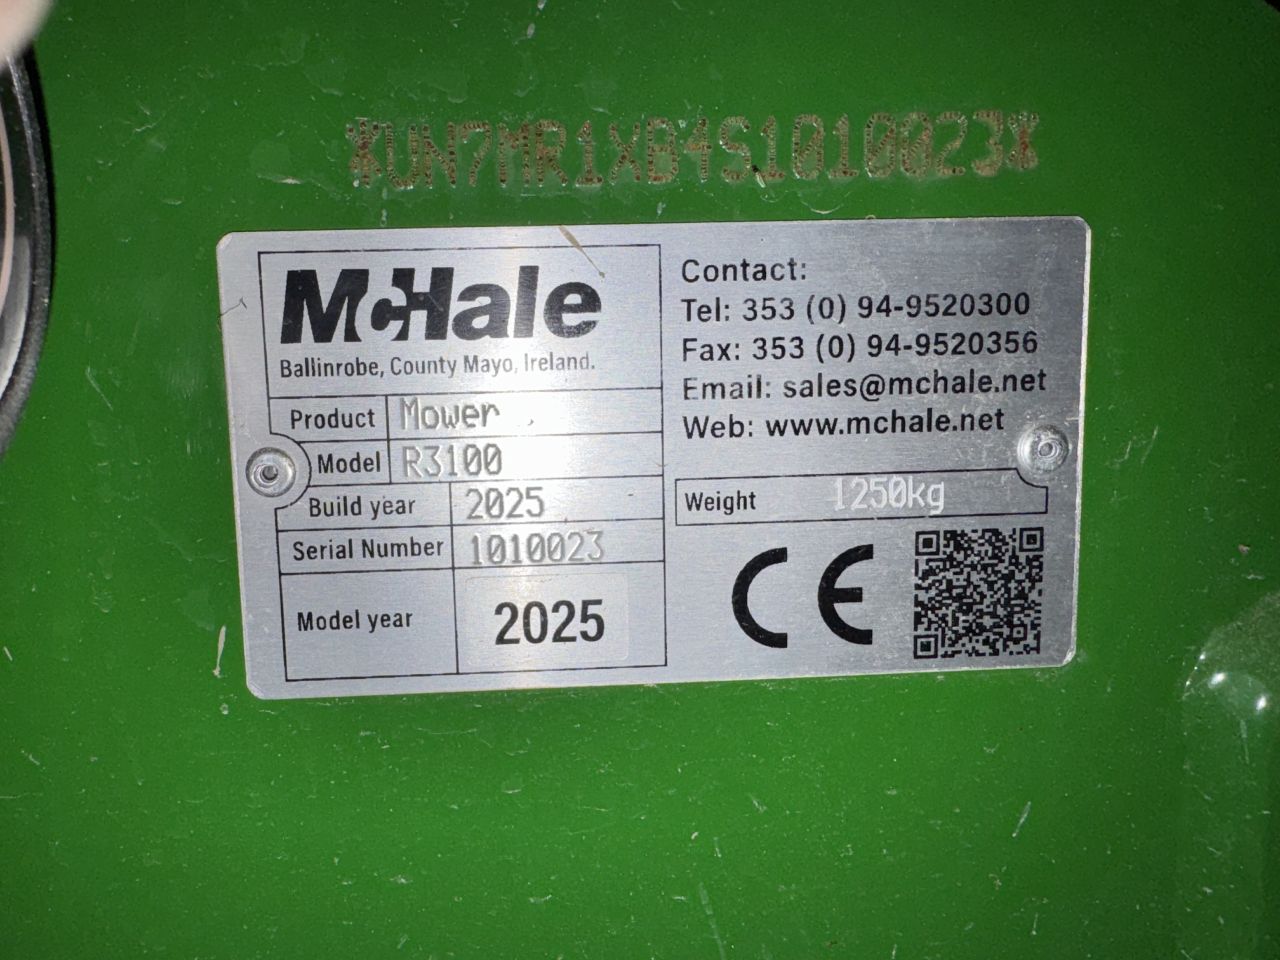 *UN7MR1XB4S1010023*
McHale
Ballinrobe, County Mayo, Ireland.
Product Mower
Model R3100
Build year 2025
Serial Number 1010023
Model year 2025
Contact:
Tel: 353 (0) 94-9520300
Fax: 353 (0) 94-9520356
Email: sales@mchale.net
Web: www.mchale.net
Weight 1250kg
CE